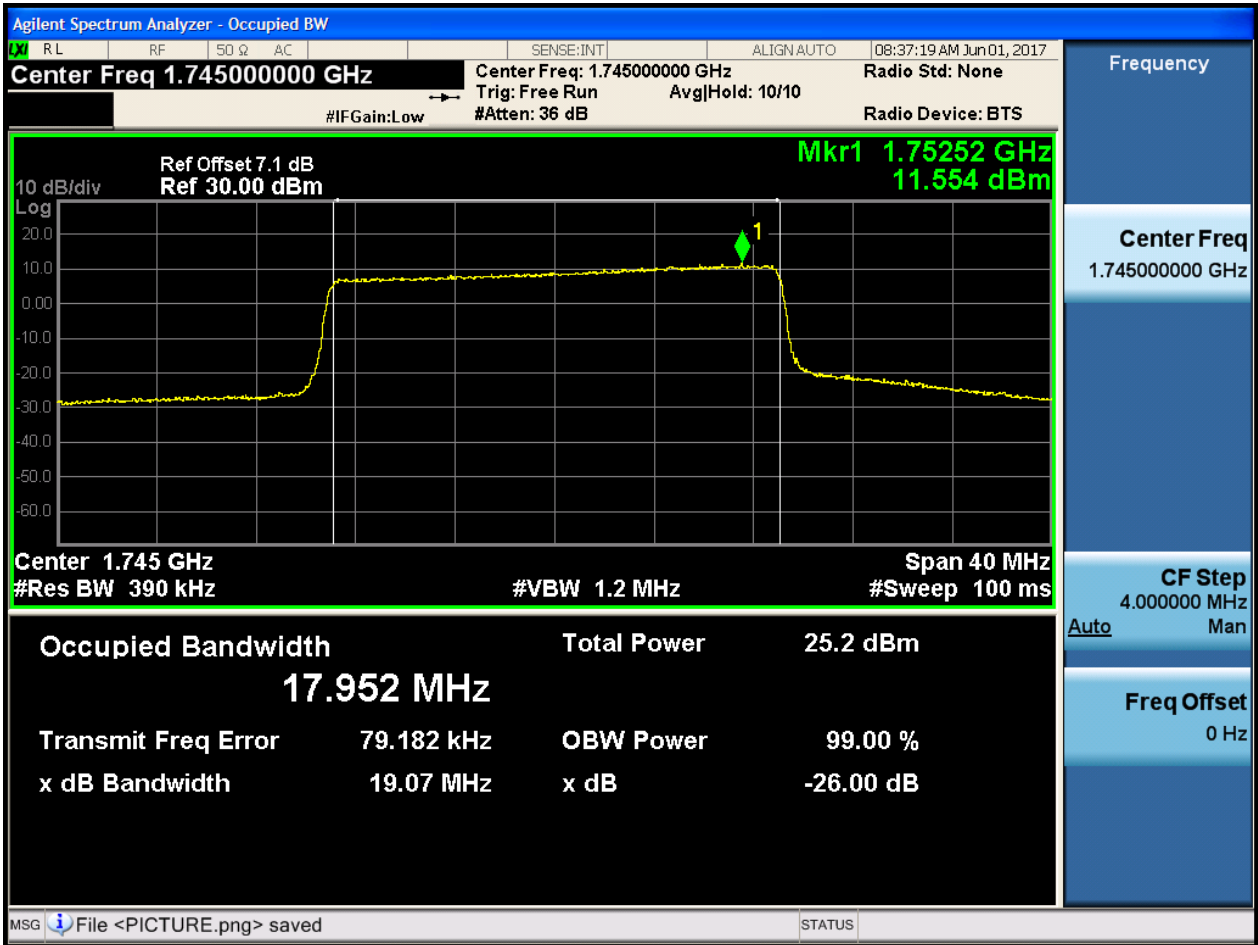 Agilent Spectrum Analyzer - Occupied BW
LXI RL RF 50 Ω AC SENSE:INT ALIGN AUTO 08:37:19 AM Jun 01, 2017
Center Freq 1.745000000 GHz
Center Freq: 1.745000000 GHz
Radio Std: None
Trig: Free Run Avg|Hold: 10/10
#IFGain:Low
#Atten: 36 dB
Radio Device: BTS
Frequency
Mkr1 1.75252 GHz
11.554 dBm
Ref Offset 7.1 dB
10 dB/div Ref 30.00 dBm
Log
20.0
10.0
0.00
-10.0
-20.0
-30.0
-40.0
-50.0
-60.0
1
Center 1.745 GHz Span 40 MHz
#Res BW 390 kHz #VBW 1.2 MHz #Sweep 100 ms
Occupied Bandwidth Total Power 25.2 dBm
17.952 MHz
Transmit Freq Error 79.182 kHz OBW Power 99.00 %
x dB Bandwidth 19.07 MHz x dB -26.00 dB
Center Freq
1.745000000 GHz
CF Step
4.000000 MHz
Auto Man
Freq Offset
0 Hz
MSG File <PICTURE.png> saved STATUS